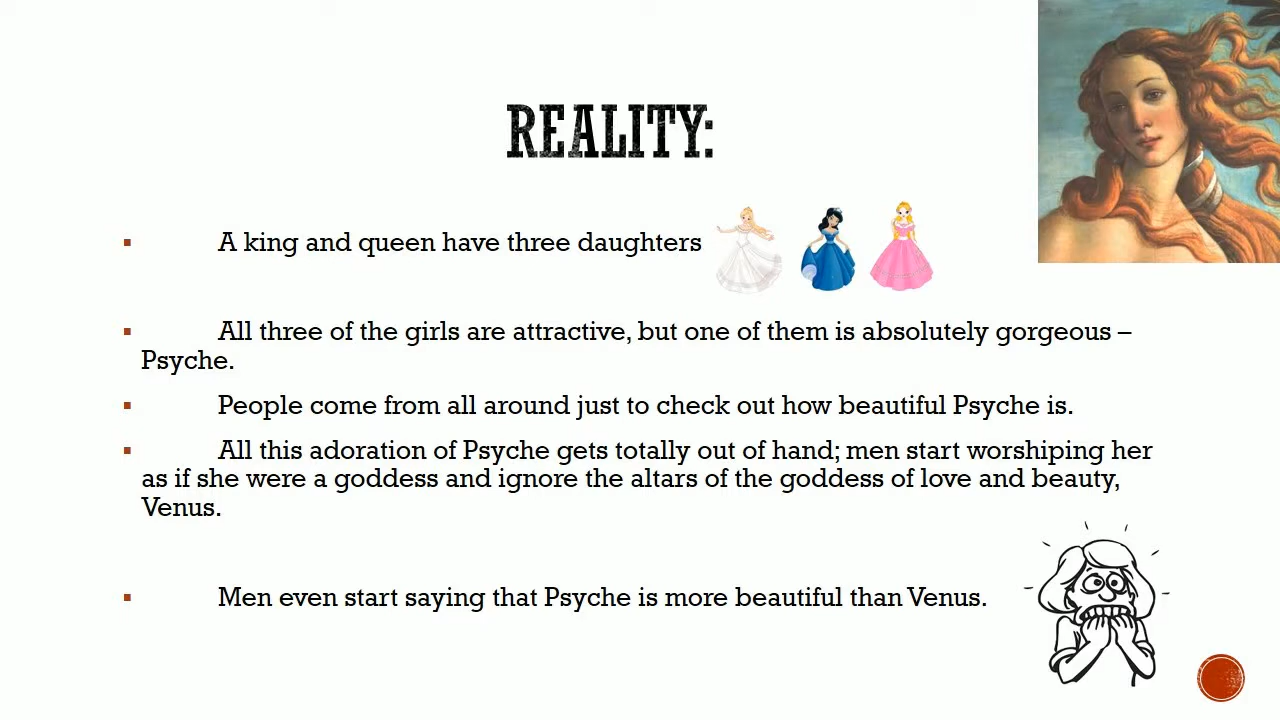 REALITY:
A king and queen have three daughters
All three of the girls are attractive, but one of them is absolutely gorgeous –
Psyche.
People come from all around just to check out how beautiful Psyche is.
All this adoration of Psyche gets totally out of hand; men start worshiping her
as if she were a goddess and ignore the altars of the goddess of love and beauty,
Venus.
Men even start saying that Psyche is more beautiful than Venus.